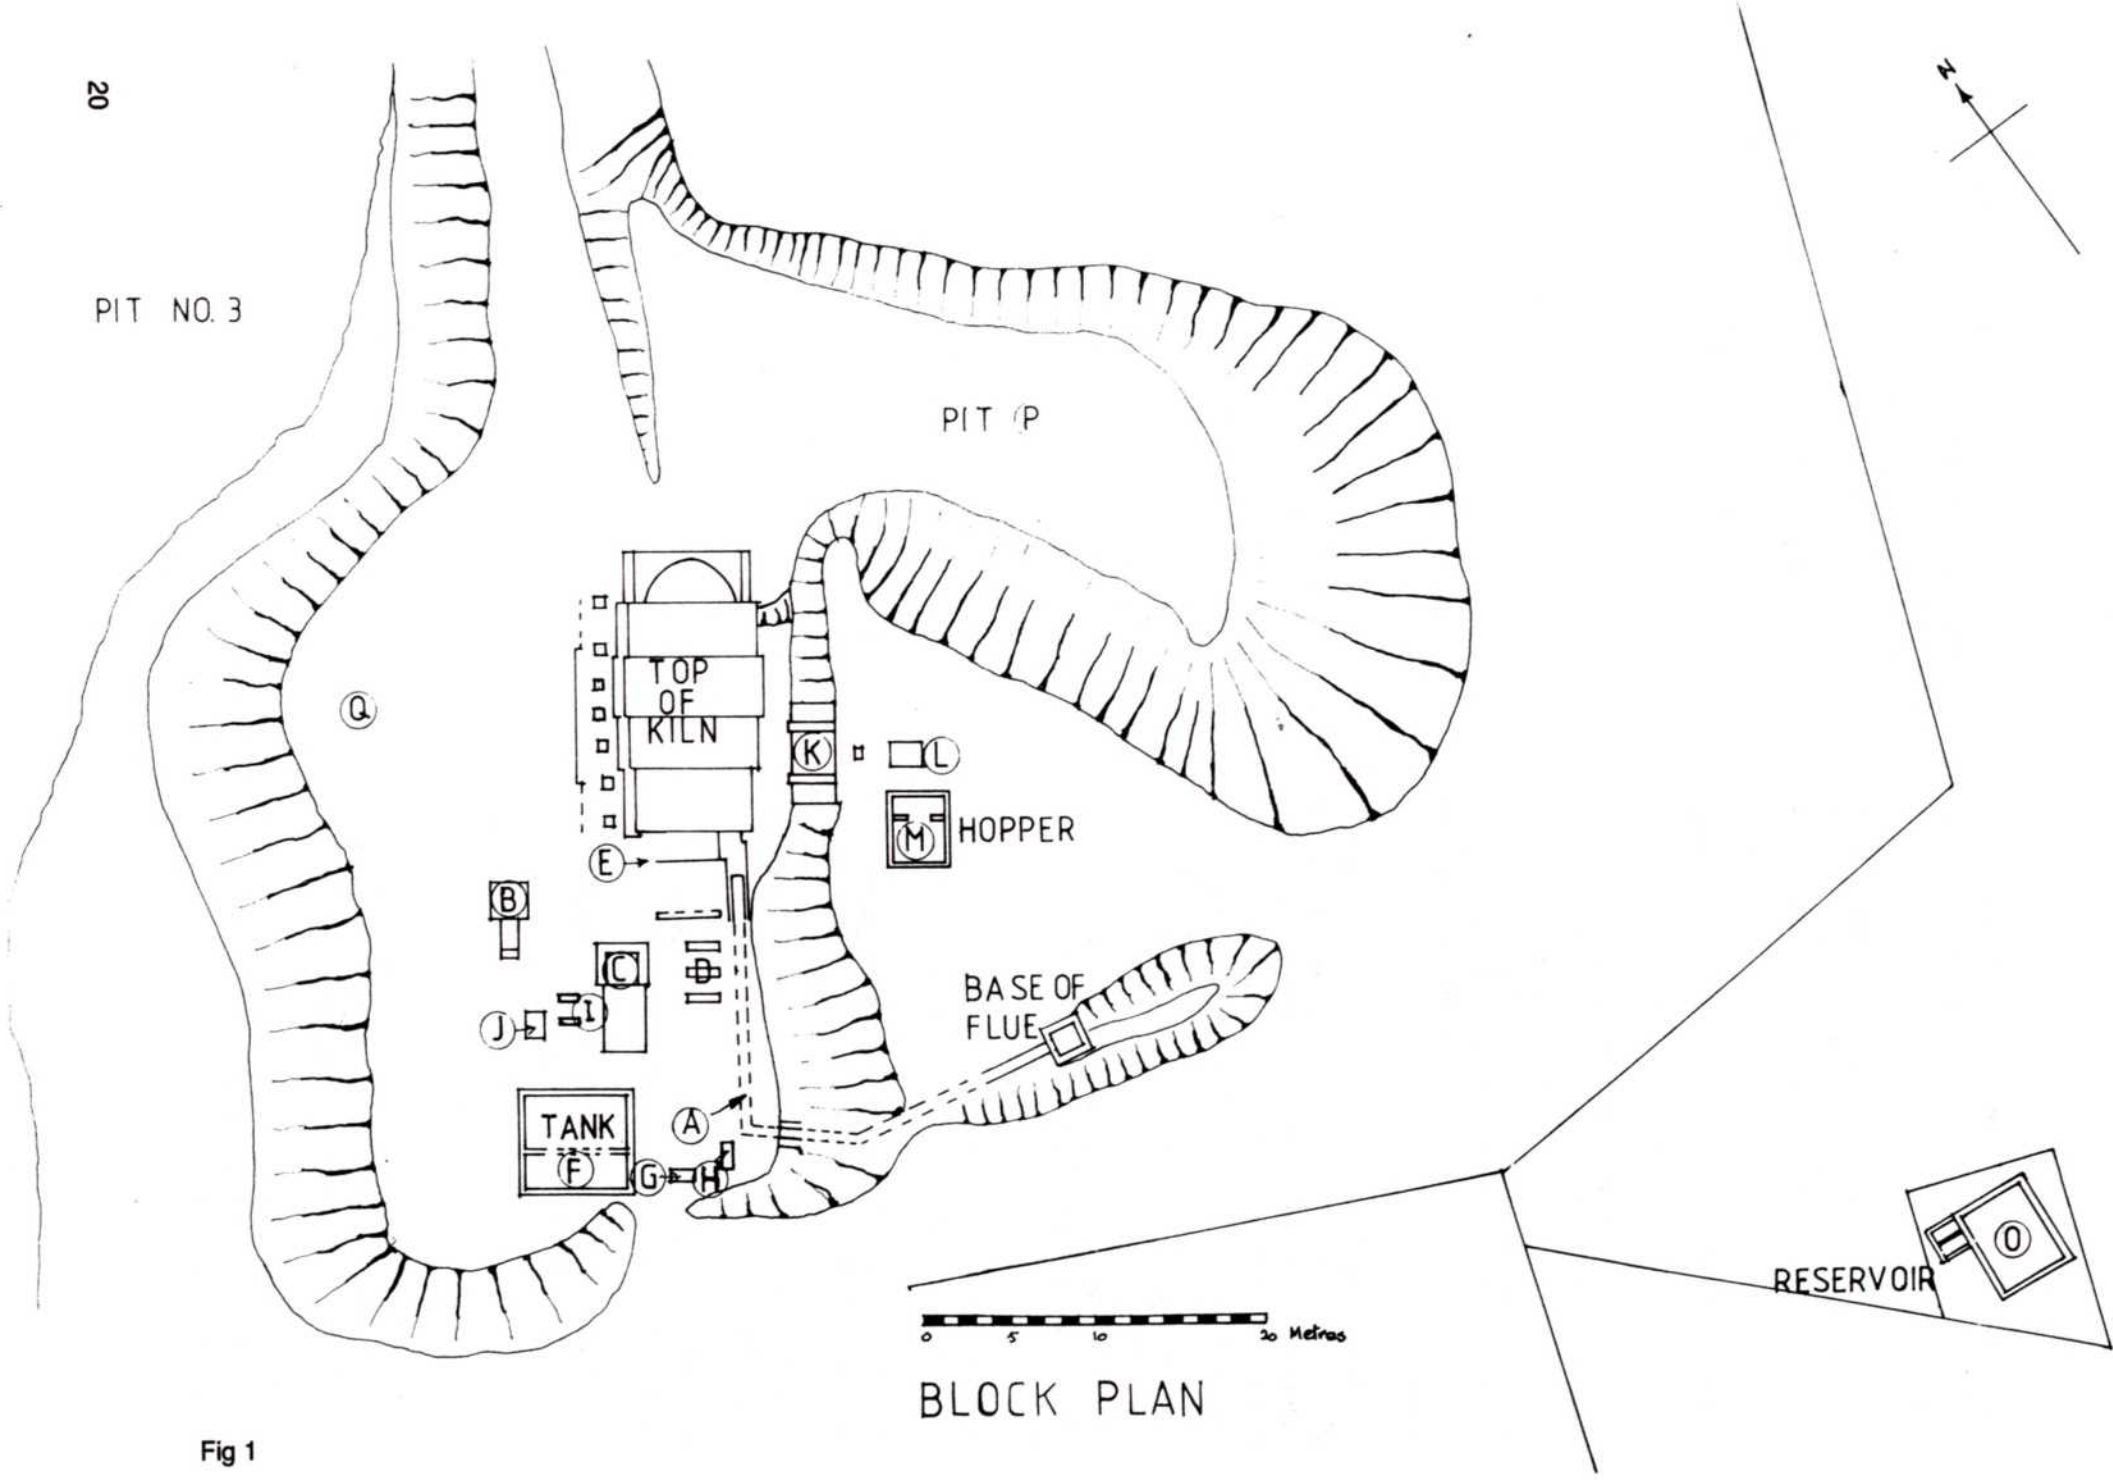 20
N
PIT NO. 3
PIT P
TOP
OF
KILN
Q
K
L
M
HOPPER
E
B
C
D
I
J
BASE OF
FLUE
A
TANK
F
G
H
O
RESERVOIR
0 5 10 20 Metres
BLOCK PLAN
Fig 1